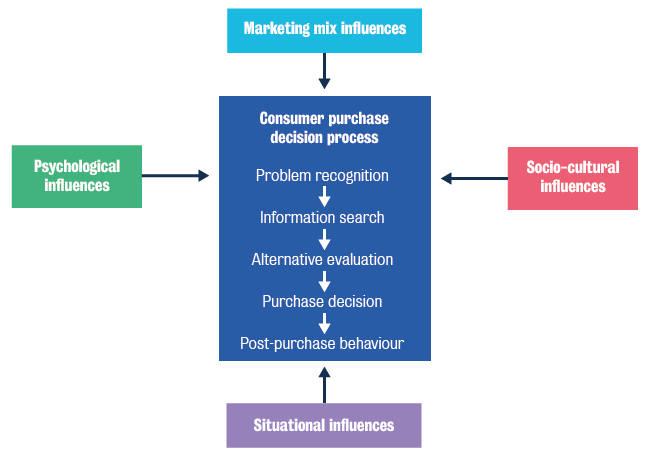 Marketing mix influences
Consumer purchase
decision process
Psychological
influences
Problem recognition
Information search
Alternative evaluation
Purchase decision
Post-purchase behaviour
Socio-cultural
influences
Situational influences